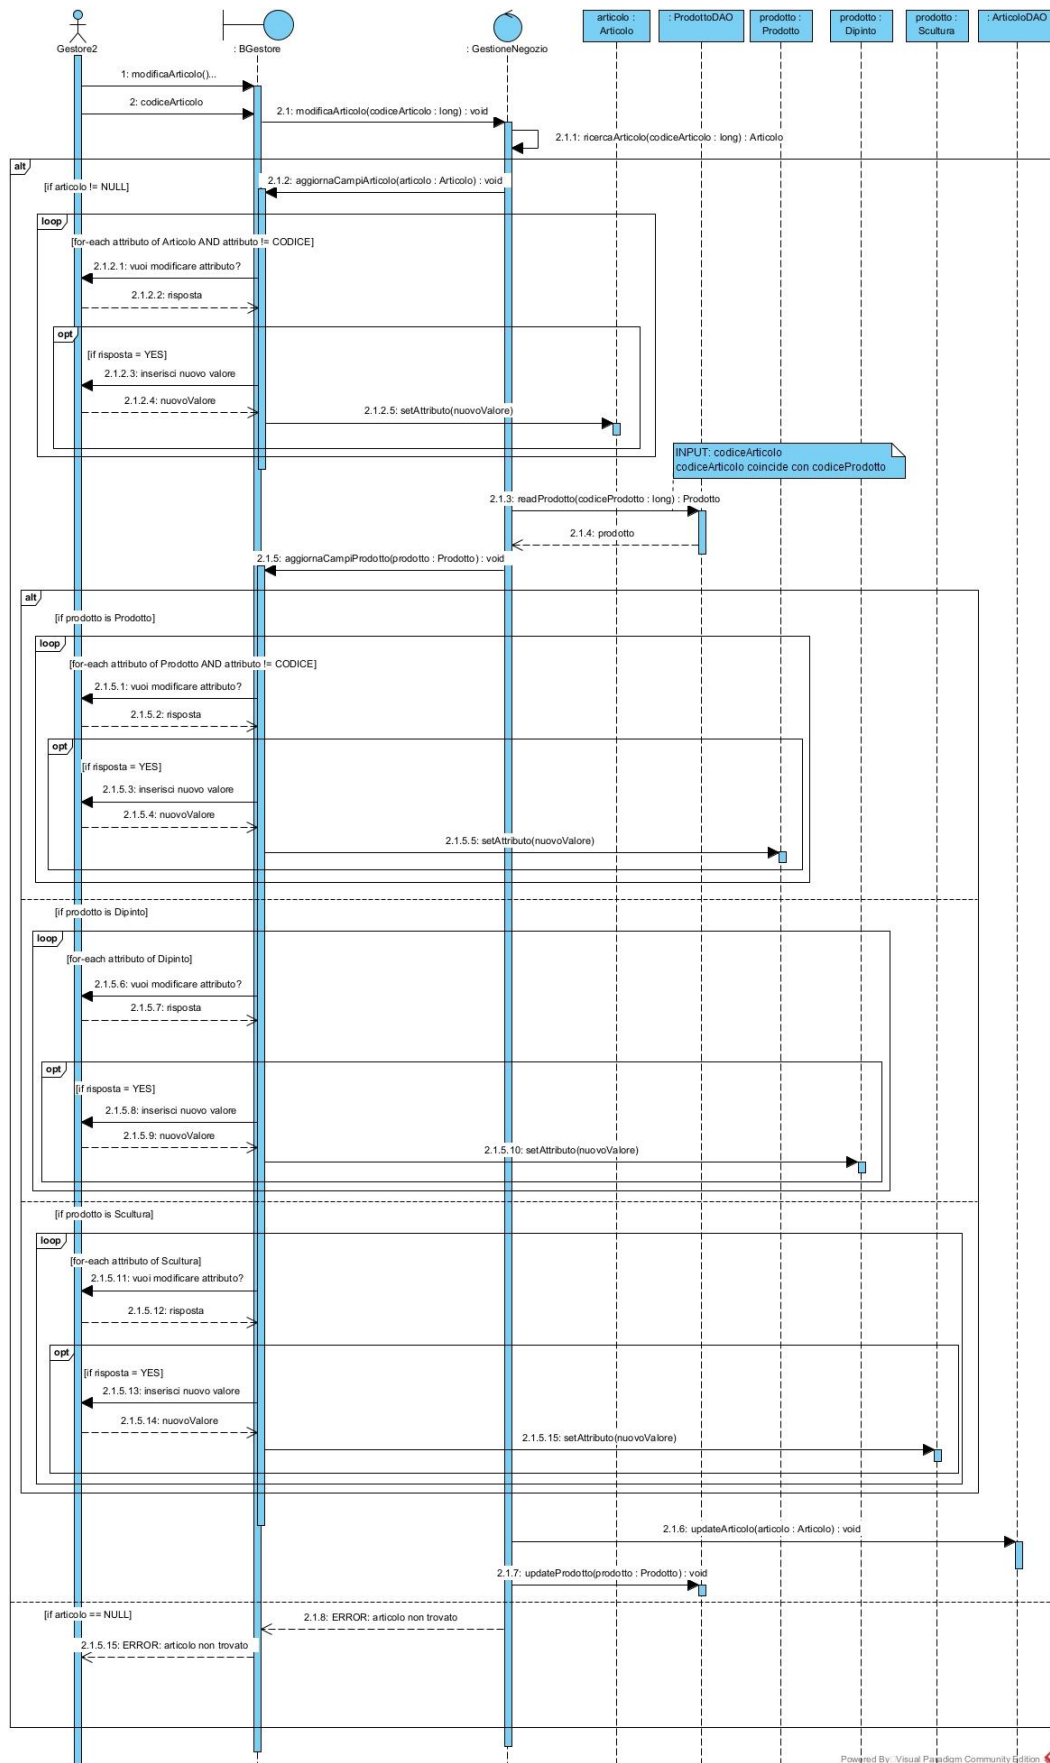 Gestore2
: BGestore
: GestioneNegozio
articolo :
Articolo
: ProdottoDAO
prodotto :
Prodotto
prodotto :
Dipinto
prodotto :
Scultura
: ArticoloDAO
1: modificaArticolo()...
2: codiceArticolo
2.1: modificaArticolo(codiceArticolo : long) : void
2.1.1: ricercaArticolo(codiceArticolo : long) : Articolo
alt
[if articolo != NULL]
2.1.2: aggiornaCampiArticolo(articolo : Articolo) : void
loop
[for-each attributo of Articolo AND attributo != CODICE]
2.1.2.1: vuoi modificare attributo?
2.1.2.2: risposta
opt
[if risposta = YES]
2.1.2.3: inserisci nuovo valore
2.1.2.4: nuovoValore
2.1.2.5: setAttributo(nuovoValore)
INPUT: codiceArticolo
codiceArticolo coincide con codiceProdotto
2.1.3: readProdotto(codiceProdotto : long) : Prodotto
2.1.4: prodotto
2.1.5: aggiornaCampiProdotto(prodotto : Prodotto) : void
alt
[if prodotto is Prodotto]
loop
[for-each attributo of Prodotto AND attributo != CODICE]
2.1.5.1: vuoi modificare attributo?
2.1.5.2: risposta
opt
[if risposta = YES]
2.1.5.3: inserisci nuovo valore
2.1.5.4: nuovoValore
2.1.5.5: setAttributo(nuovoValore)
[if prodotto is Dipinto]
loop
[for-each attributo of Dipinto]
2.1.5.6: vuoi modificare attributo?
2.1.5.7: risposta
opt
[if risposta = YES]
2.1.5.8: inserisci nuovo valore
2.1.5.9: nuovoValore
2.1.5.10: setAttributo(nuovoValore)
[if prodotto is Scultura]
loop
[for-each attributo of Scultura]
2.1.5.11: vuoi modificare attributo?
2.1.5.12: risposta
opt
[if risposta = YES]
2.1.5.13: inserisci nuovo valore
2.1.5.14: nuovoValore
2.1.5.15: setAttributo(nuovoValore)
2.1.6: updateArticolo(articolo : Articolo) : void
2.1.7: updateProdotto(prodotto : Prodotto) : void
[if articolo == NULL]
2.1.8: ERROR: articolo non trovato
2.1.5.15: ERROR: articolo non trovato
Powered By: Visual Paradigm Community Edition